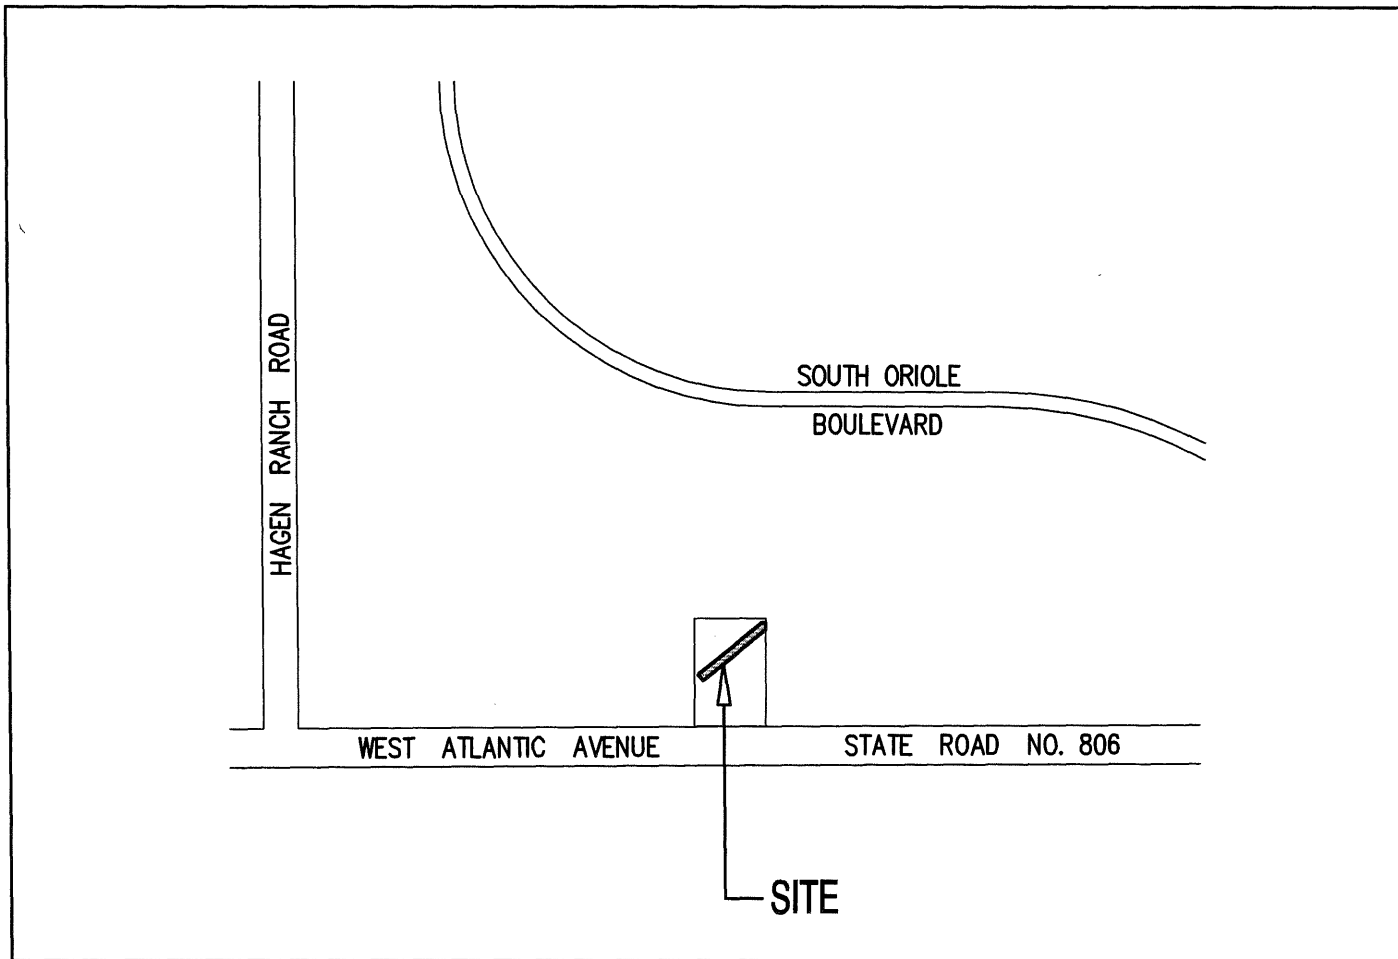 HAGEN RANCH ROAD
SOUTH ORIOLE
BOULEVARD
WEST ATLANTIC AVENUE
STATE ROAD NO. 806
SITE